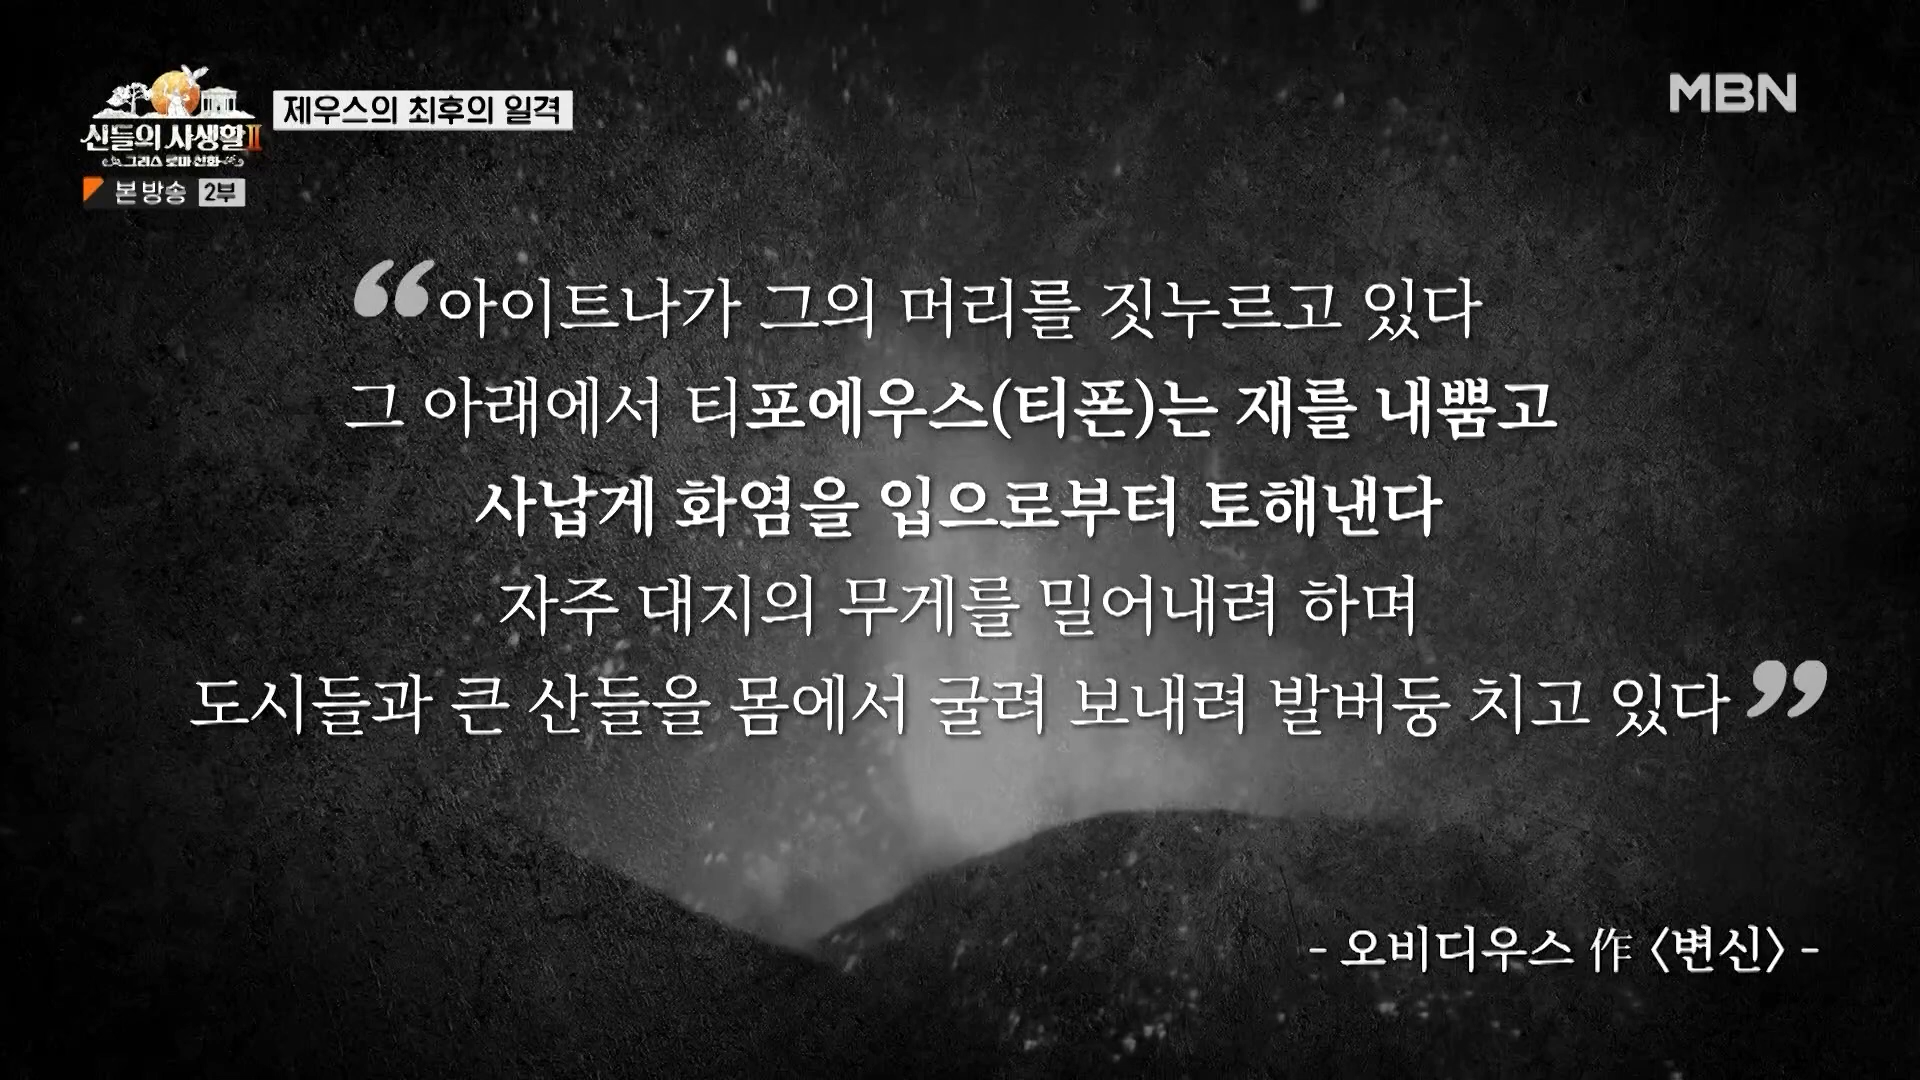 신들의 사생활Ⅱ
그리스 로마 신화
본 방송 2부
제우스의 최후의 일격
MBN
“아이트나가 그의 머리를 짓누르고 있다
그 아래에서 티포에우스(티폰)는 재를 내뿜고
사납게 화염을 입으로부터 토해낸다
자주 대지의 무게를 밀어내려 하며
도시들과 큰 산들을 몸에서 굴려 보내려 발버둥 치고 있다”
- 오비디우스 作 〈변신〉 -